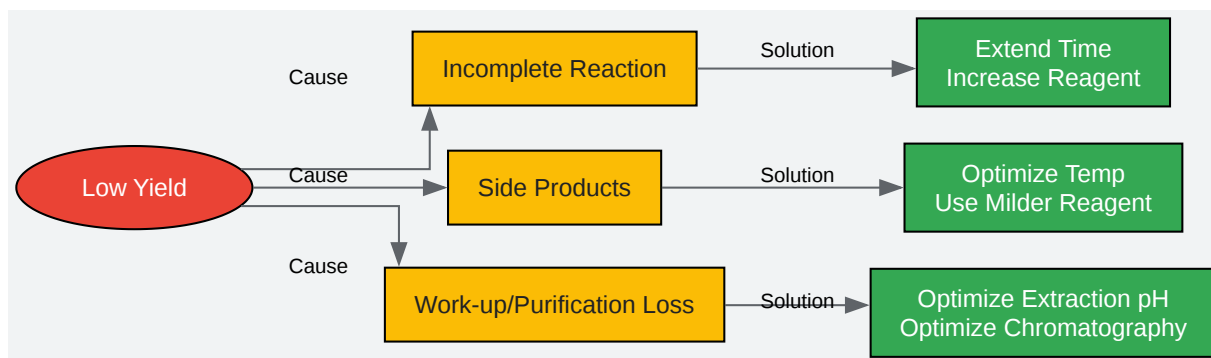 Low Yield
Cause
Incomplete Reaction
Solution
Extend Time
Increase Reagent
Cause
Side Products
Solution
Optimize Temp
Use Milder Reagent
Cause
Work-up/Purification Loss
Solution
Optimize Extraction pH
Optimize Chromatography